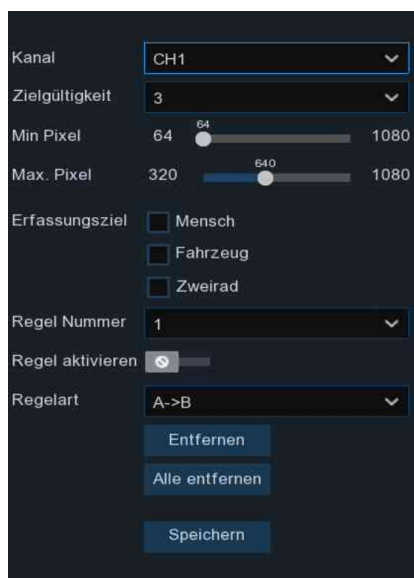 Kanal CH1
Zielgültigkeit 3
64
Min Pixel 64 1080
640
Max. Pixel 320 1080
Erfassungsziel Mensch
Fahrzeug
Zweirad
Regel Nummer 1
Regel aktivieren
Regelart A->B
Entfernen
Alle entfernen
Speichern